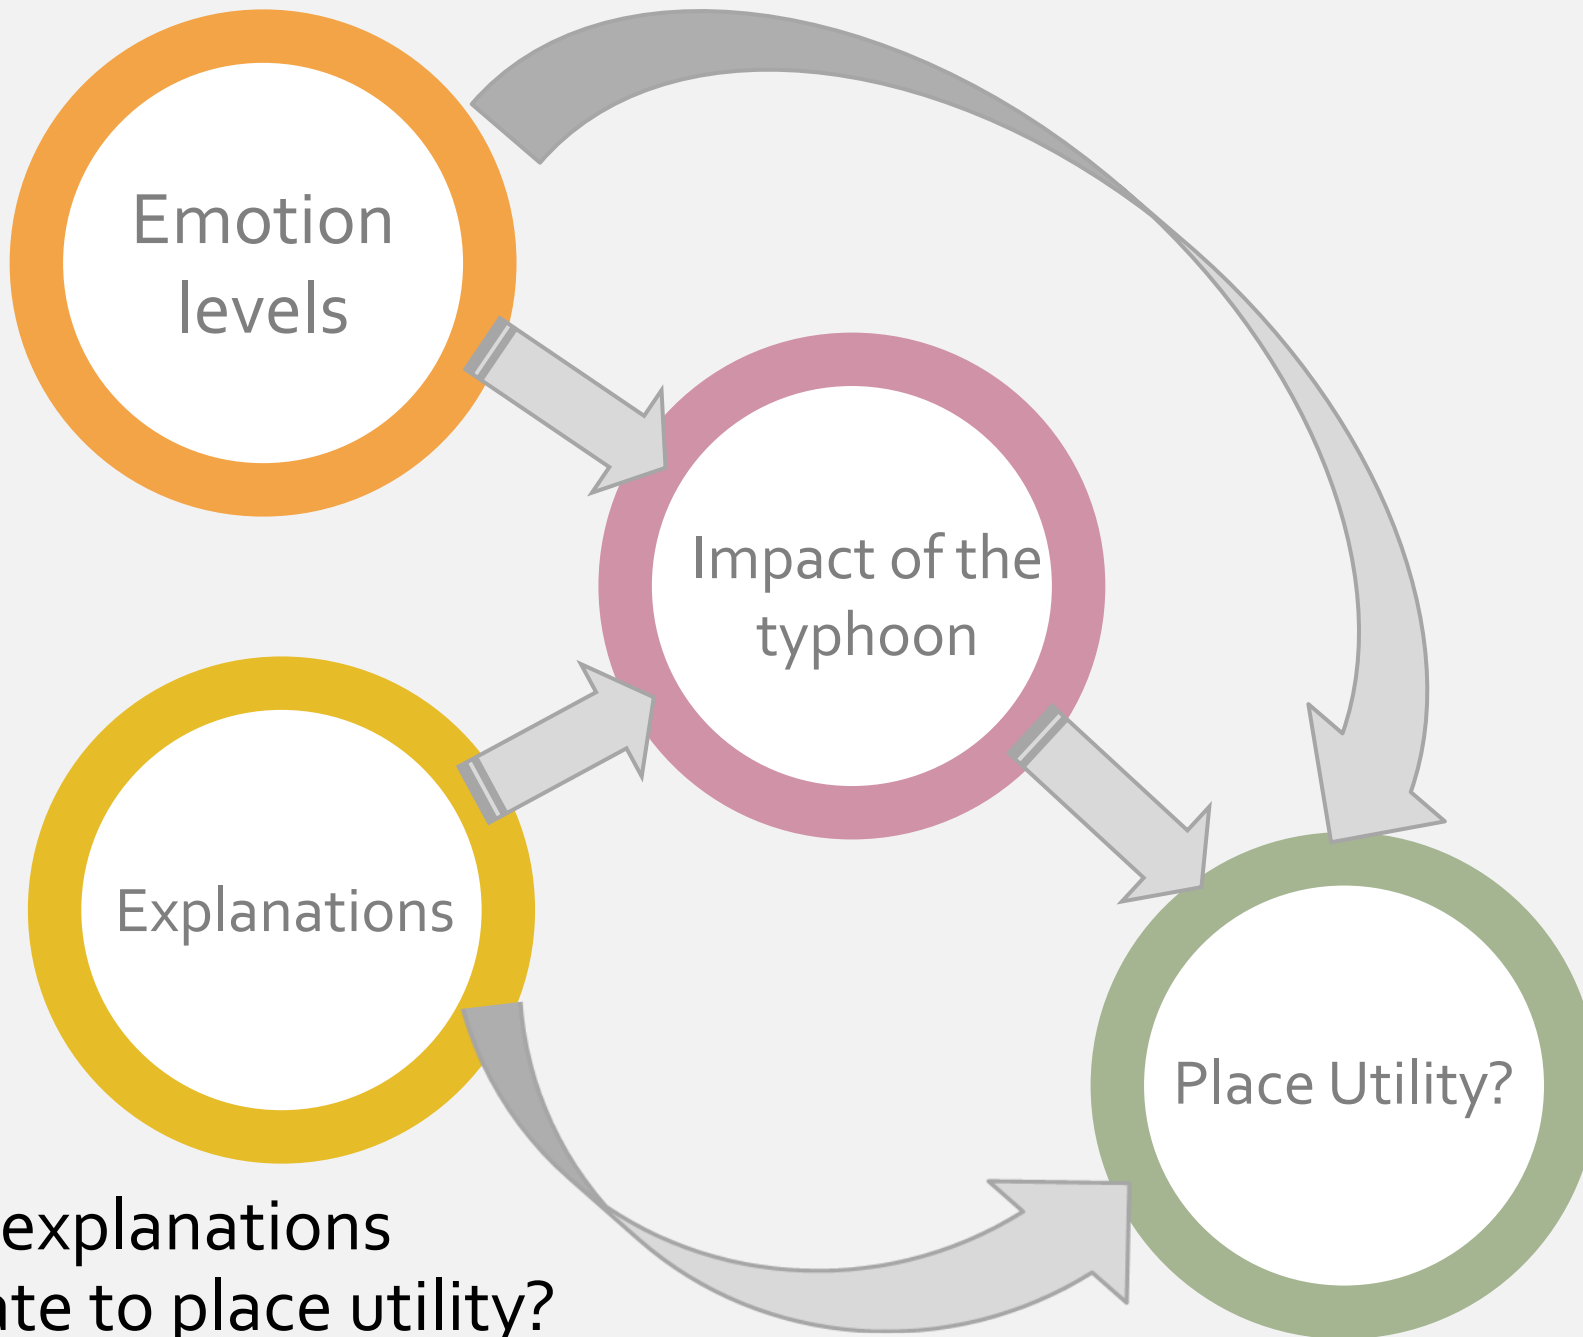 Emotion
levels
Impact of the
typhoon
Explanations
Place Utility?
explanations
to place utility?